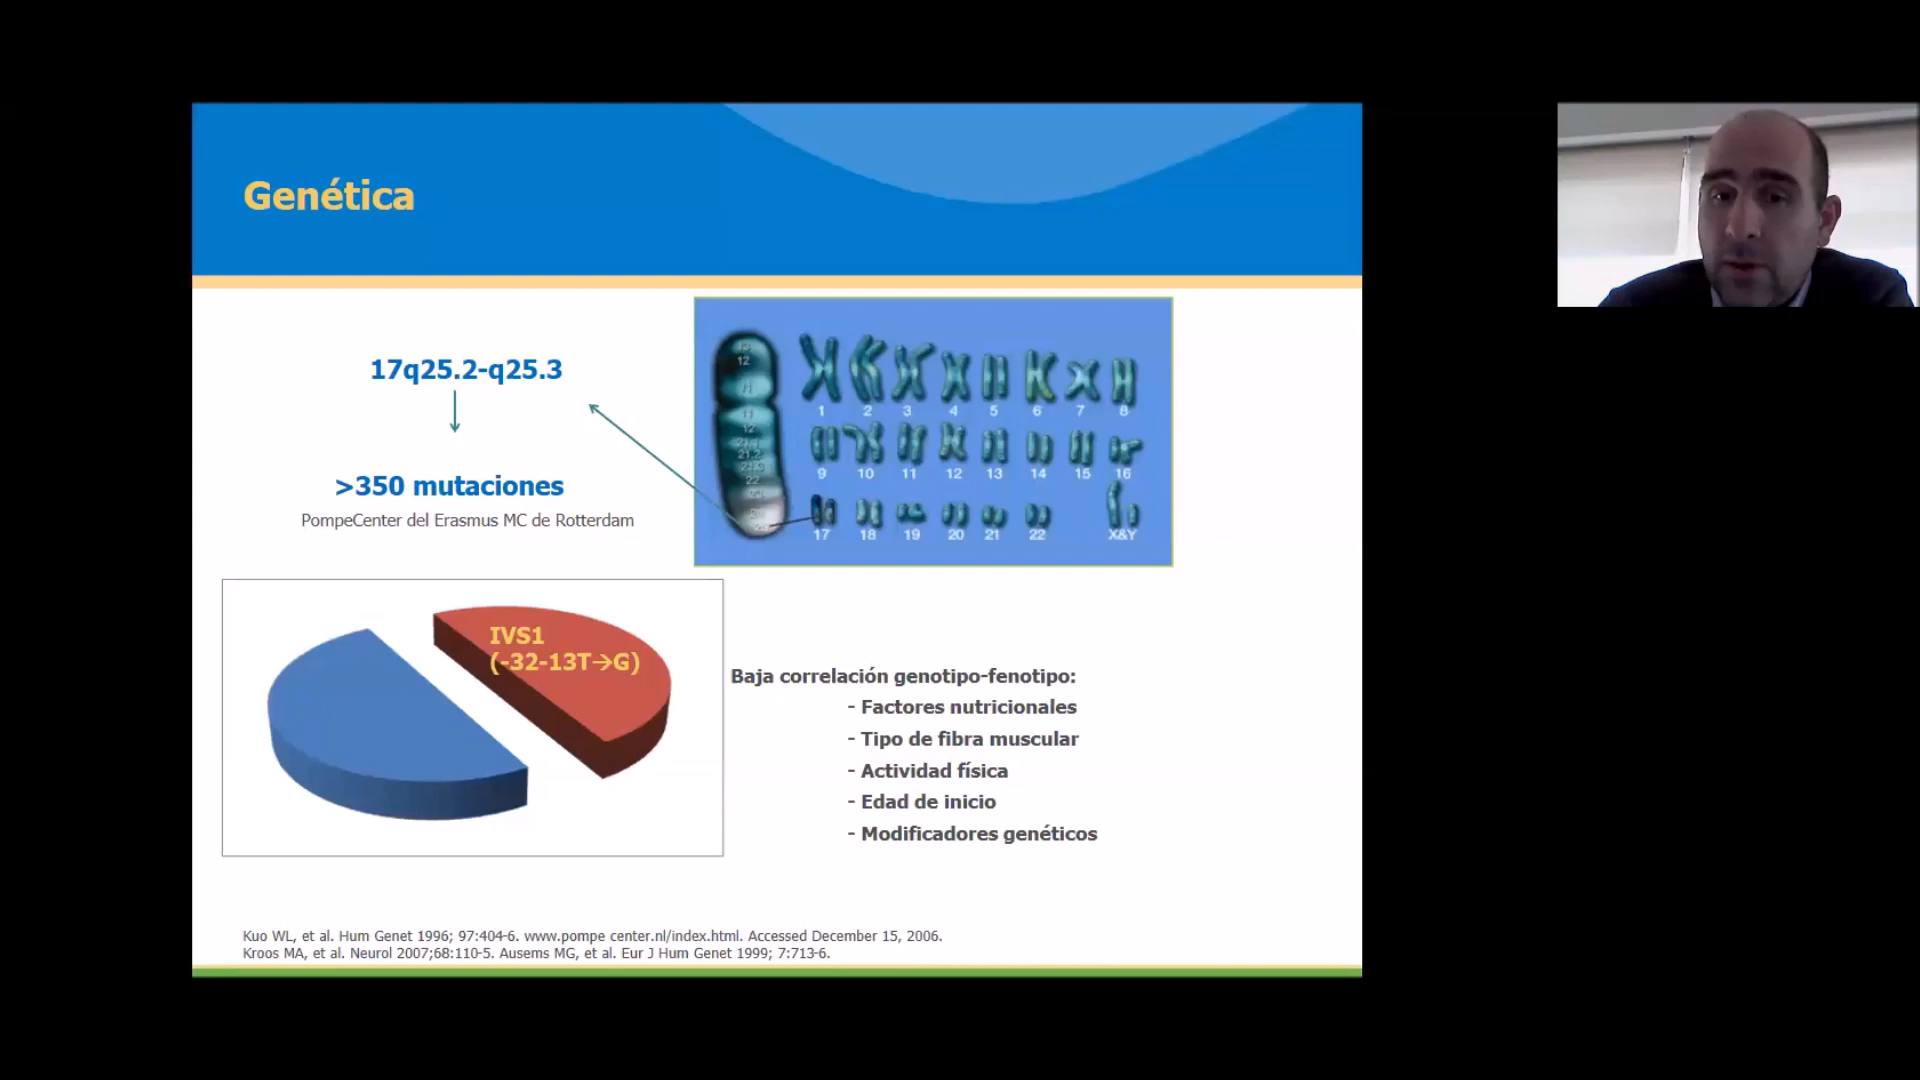 Genética
17q25.2-q25.3
>350 mutaciones
PompeCenter del Erasmus MC de Rotterdam
12
11
11
12
22
1 2 3 4 5 6 7 8
9 10 11 12 13 14 15 16
17 18 19 20 21 22 X&Y
IVS1
(-32-13T→G)
Baja correlación genotipo-fenotipo:
- Factores nutricionales
- Tipo de fibra muscular
- Actividad física
- Edad de inicio
- Modificadores genéticos
Kuo WL, et al. Hum Genet 1996; 97:404-6. www.pompe center.nl/index.html. Accessed December 15, 2006.
Kroos MA, et al. Neurol 2007;68:110-5. Ausems MG, et al. Eur J Hum Genet 1999; 7:713-6.